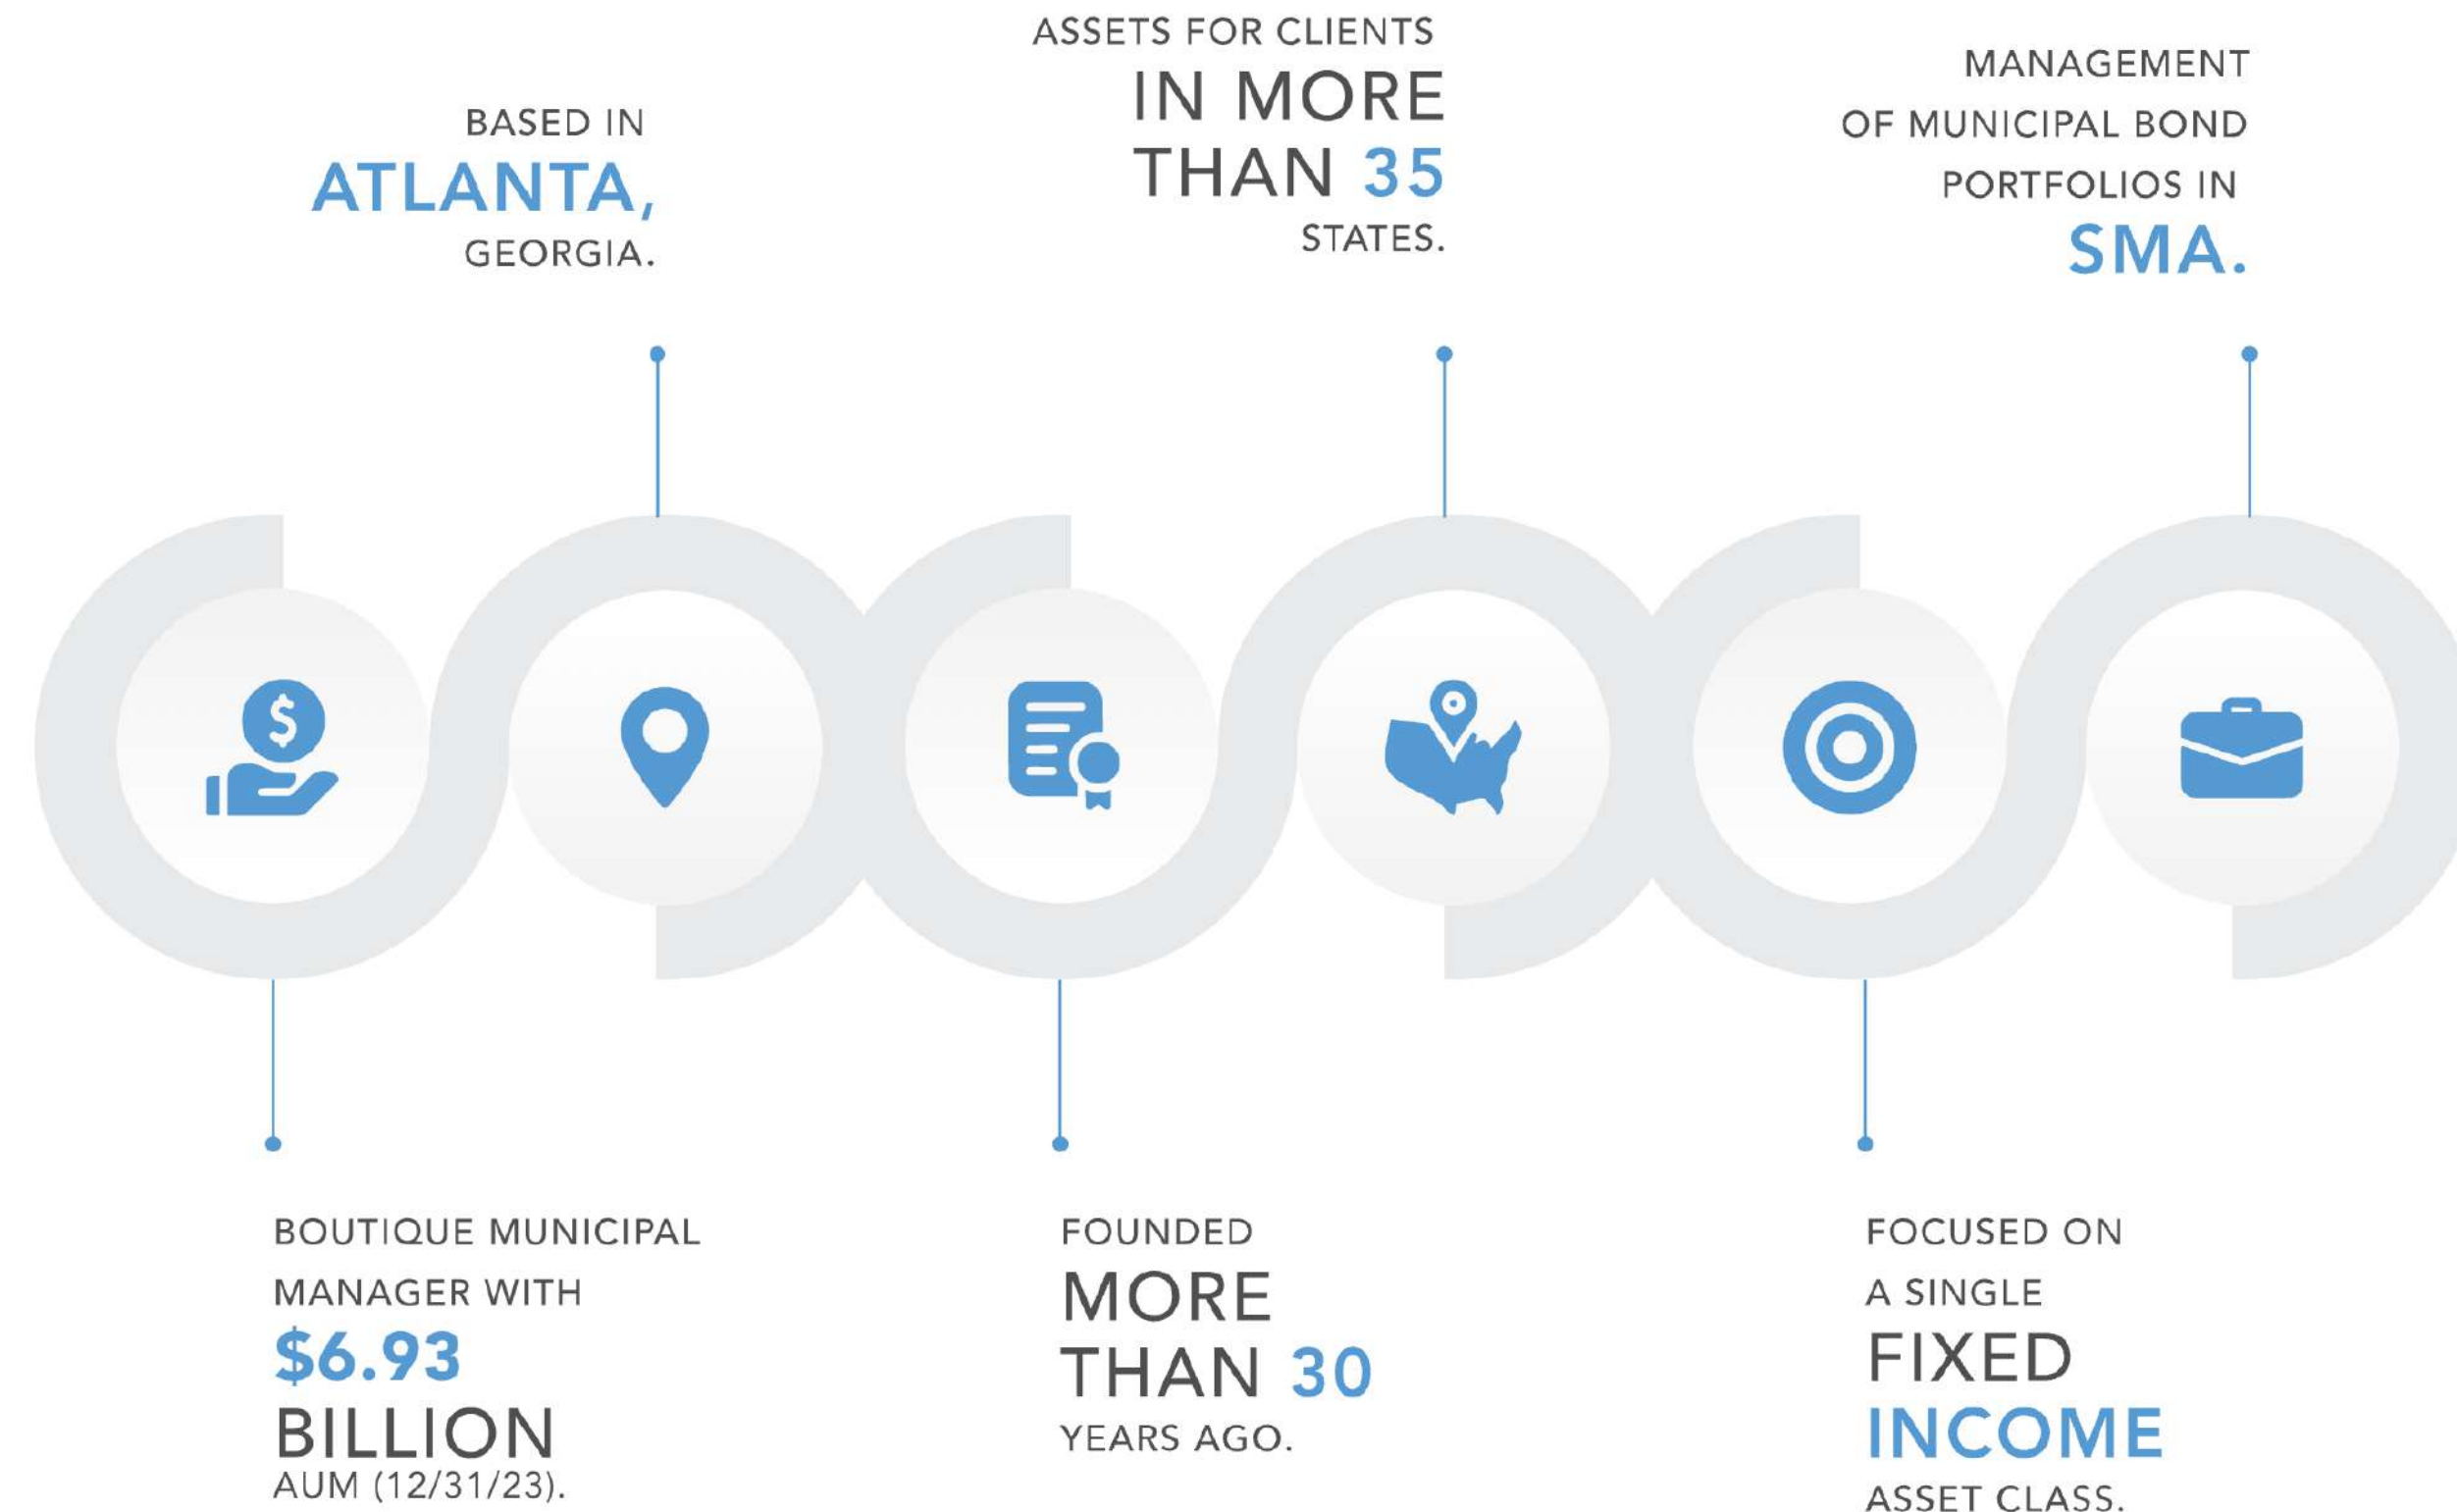 BASED IN
ATLANTA,
GEORGIA.
ASSETS FOR CLIENTS
IN MORE
THAN 35
STATES.
MANAGEMENT
OF MUNICIPAL BOND
PORTFOLIOS IN
SMA.
$
BOUTIQUE MUNICIPAL
MANAGER WITH
$6.93
BILLION
AUM (12/31/23).
FOUNDED
MORE
THAN 30
YEARS AGO.
FOCUSED ON
A SINGLE
FIXED
INCOME
ASSET CLASS.